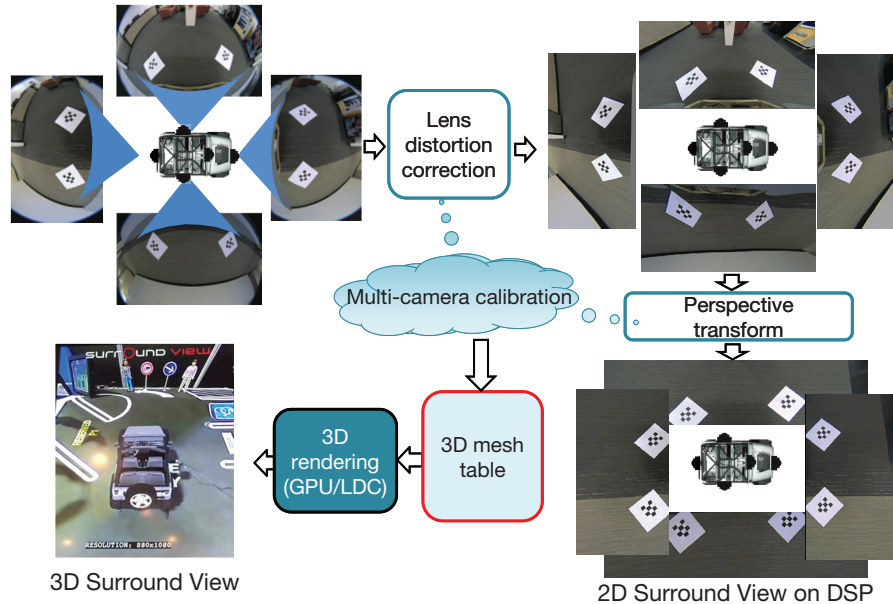 Lens
distortion
correction
Multi-camera calibration
Perspective
transform
surround view
3D
rendering
(GPU/LDC)
3D mesh
table
RESOLUTION: 880x1080
3D Surround View
2D Surround View on DSP